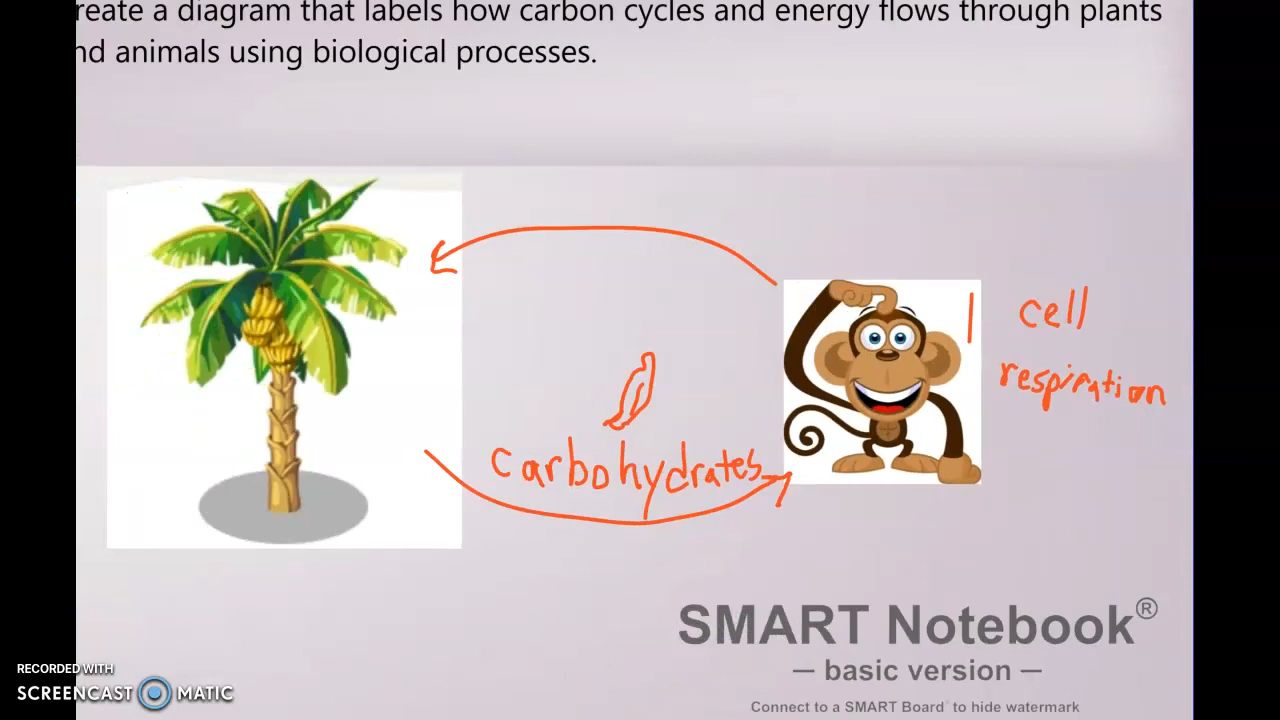 reate a diagram that labels how carbon cycles and energy flows through plants
nd animals using biological processes.
cell
respiration
carbohydrates
SMART Notebook®
— basic version —
Connect to a SMART Board® to hide watermark
RECORDED WITH
SCREENCAST MATIC